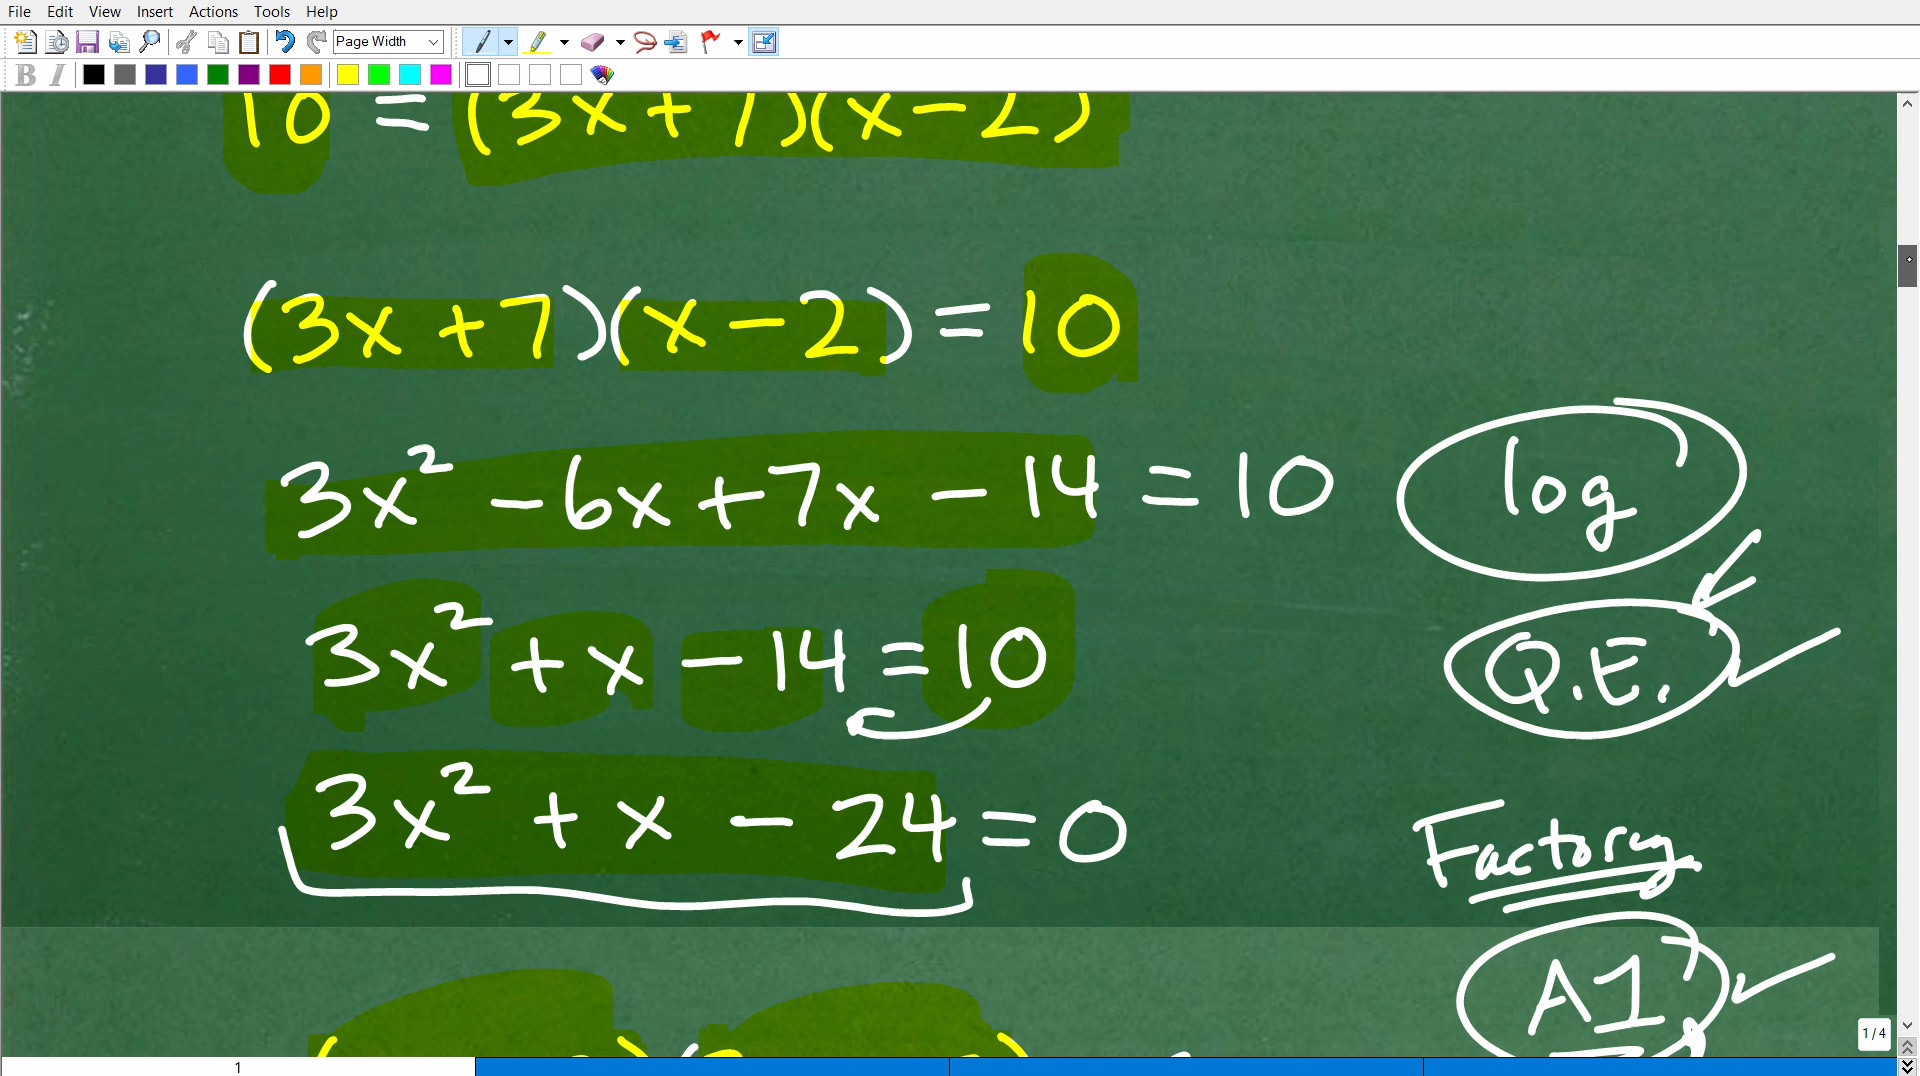 File Edit View Insert Actions Tools Help
Page Width
B I
10 = (3x + 7)(x - 2)
(3x + 7)(x - 2) = 10
3x² - 6x + 7x - 14 = 10
log
3x² + x - 14 = 10
Q.E.
3x² + x - 24 = 0
Factory
A1
1 / 4
1